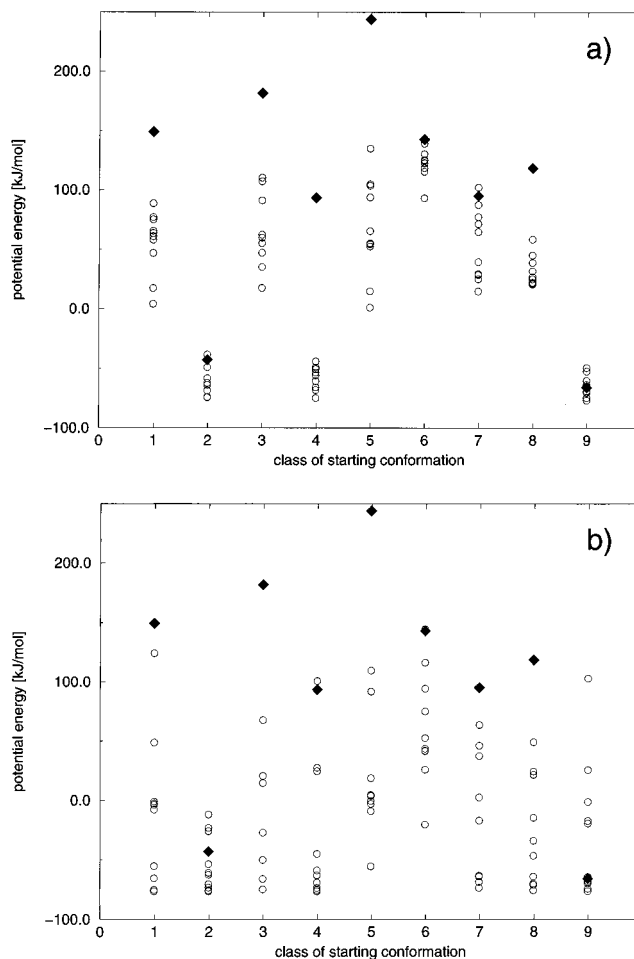 a)
200.0
100.0
0.0
−100.0
potential energy [kJ/mol]
0 1 2 3 4 5 6 7 8 9
class of starting conformation
b)
200.0
100.0
0.0
−100.0
potential energy [kJ/mol]
0 1 2 3 4 5 6 7 8 9
class of starting conformation